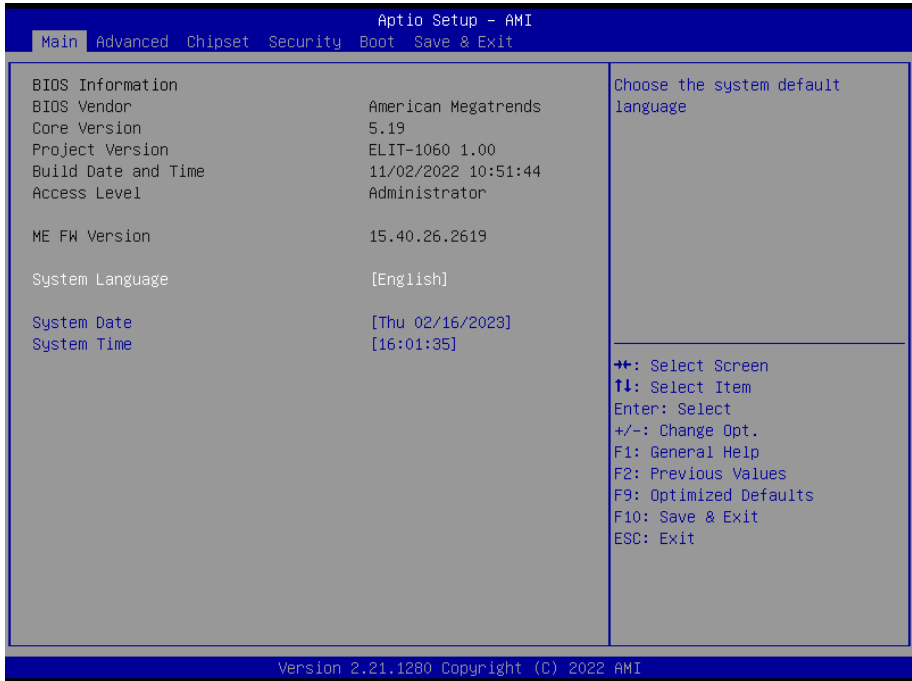 Aptio Setup – AMI
Main Advanced Chipset Security Boot Save & Exit
BIOS Information
BIOS Vendor American Megatrends
Core Version 5.19
Project Version ELIT-1060 1.00
Build Date and Time 11/02/2022 10:51:44
Access Level Administrator
ME FW Version 15.40.26.2619
System Language [English]
System Date [Thu 02/16/2023]
System Time [16:01:35]
Choose the system default
language
→←: Select Screen
↑↓: Select Item
Enter: Select
+/-: Change Opt.
F1: General Help
F2: Previous Values
F9: Optimized Defaults
F10: Save & Exit
ESC: Exit
Version 2.21.1280 Copyright (C) 2022 AMI